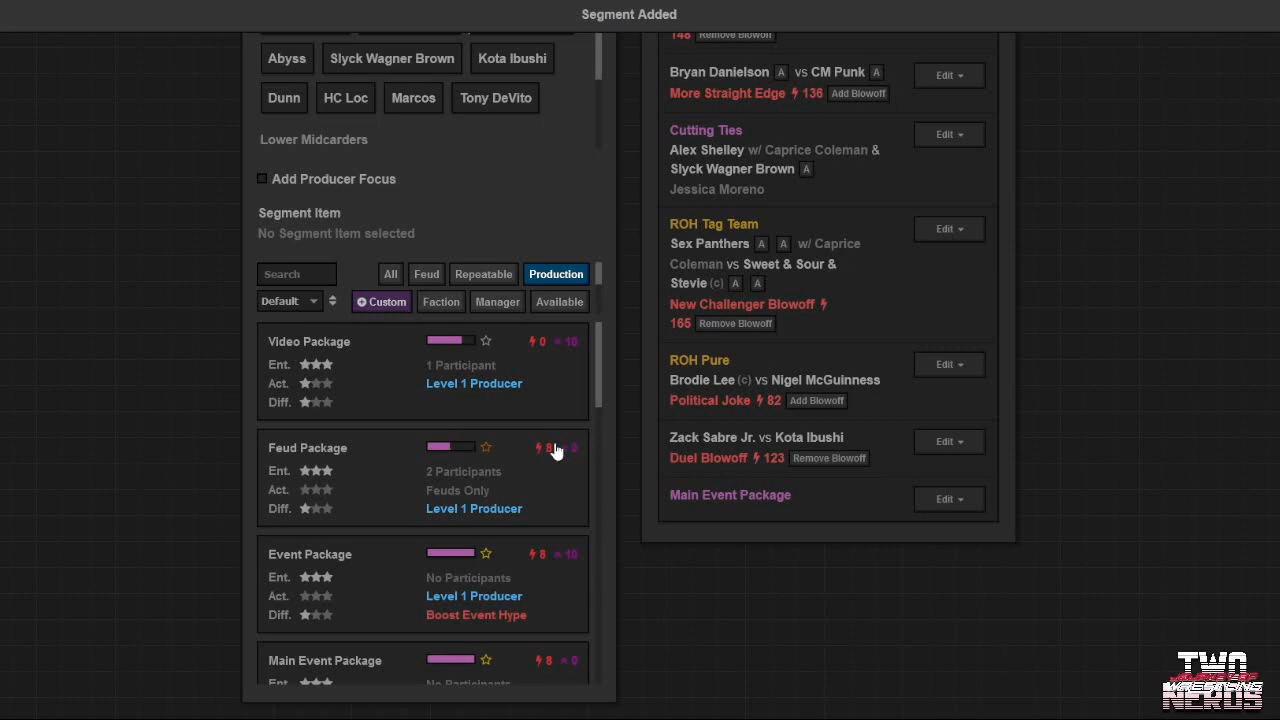 Segment Added
Abyss
Slyck Wagner Brown
Kota Ibushi
Dunn
HC Loc
Marcos
Tony DeVito
Lower Midcarders
Add Producer Focus
Segment Item
No Segment Item selected
Search
All
Feud
Repeatable
Production
Default
Custom
Faction
Manager
Available
Video Package
0
10
Ent.
1 Participant
Act.
Level 1 Producer
Diff.
Feud Package
8
Ent.
2 Participants
Act.
Feuds Only
Diff.
Level 1 Producer
Event Package
8
10
Ent.
No Participants
Act.
Level 1 Producer
Diff.
Boost Event Hype
Main Event Package
8
0
Ent.
No Participants
148 Remove Blowoff
Bryan Danielson A vs CM Punk A
Edit
More Straight Edge 136 Add Blowoff
Cutting Ties
Edit
Alex Shelley w/ Caprice Coleman &
Slyck Wagner Brown A
Jessica Moreno
ROH Tag Team
Edit
Sex Panthers A A w/ Caprice
Coleman vs Sweet & Sour &
Stevie (c) A A
New Challenger Blowoff
165 Remove Blowoff
ROH Pure
Edit
Brodie Lee (c) vs Nigel McGuinness
Political Joke 82 Add Blowoff
Zack Sabre Jr. vs Kota Ibushi
Edit
Duel Blowoff 123 Remove Blowoff
Main Event Package
Edit
TWO
WRESTLING
NERDS